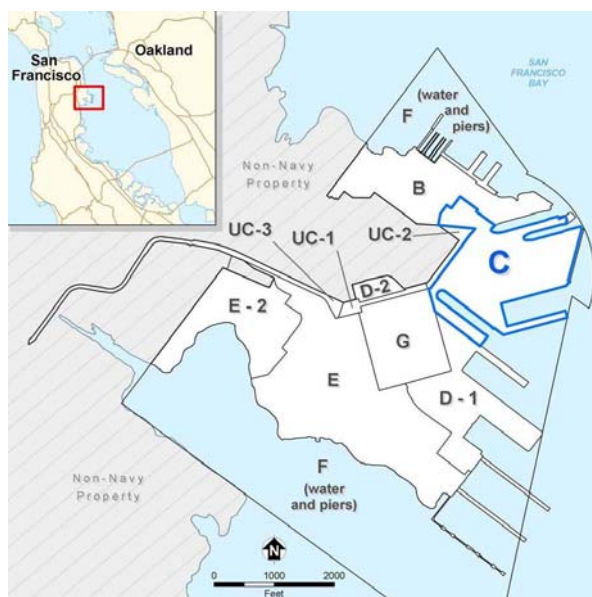 San
Francisco
Oakland
SAN
FRANCISCO
BAY
F
(water
and piers)
Non-Navy
Property
B
UC-3
UC-1
UC-2
C
D-2
E - 2
G
E
D - 1
F
(water
and piers)
Non-Navy
Property
N
0 1000 2000
Feet